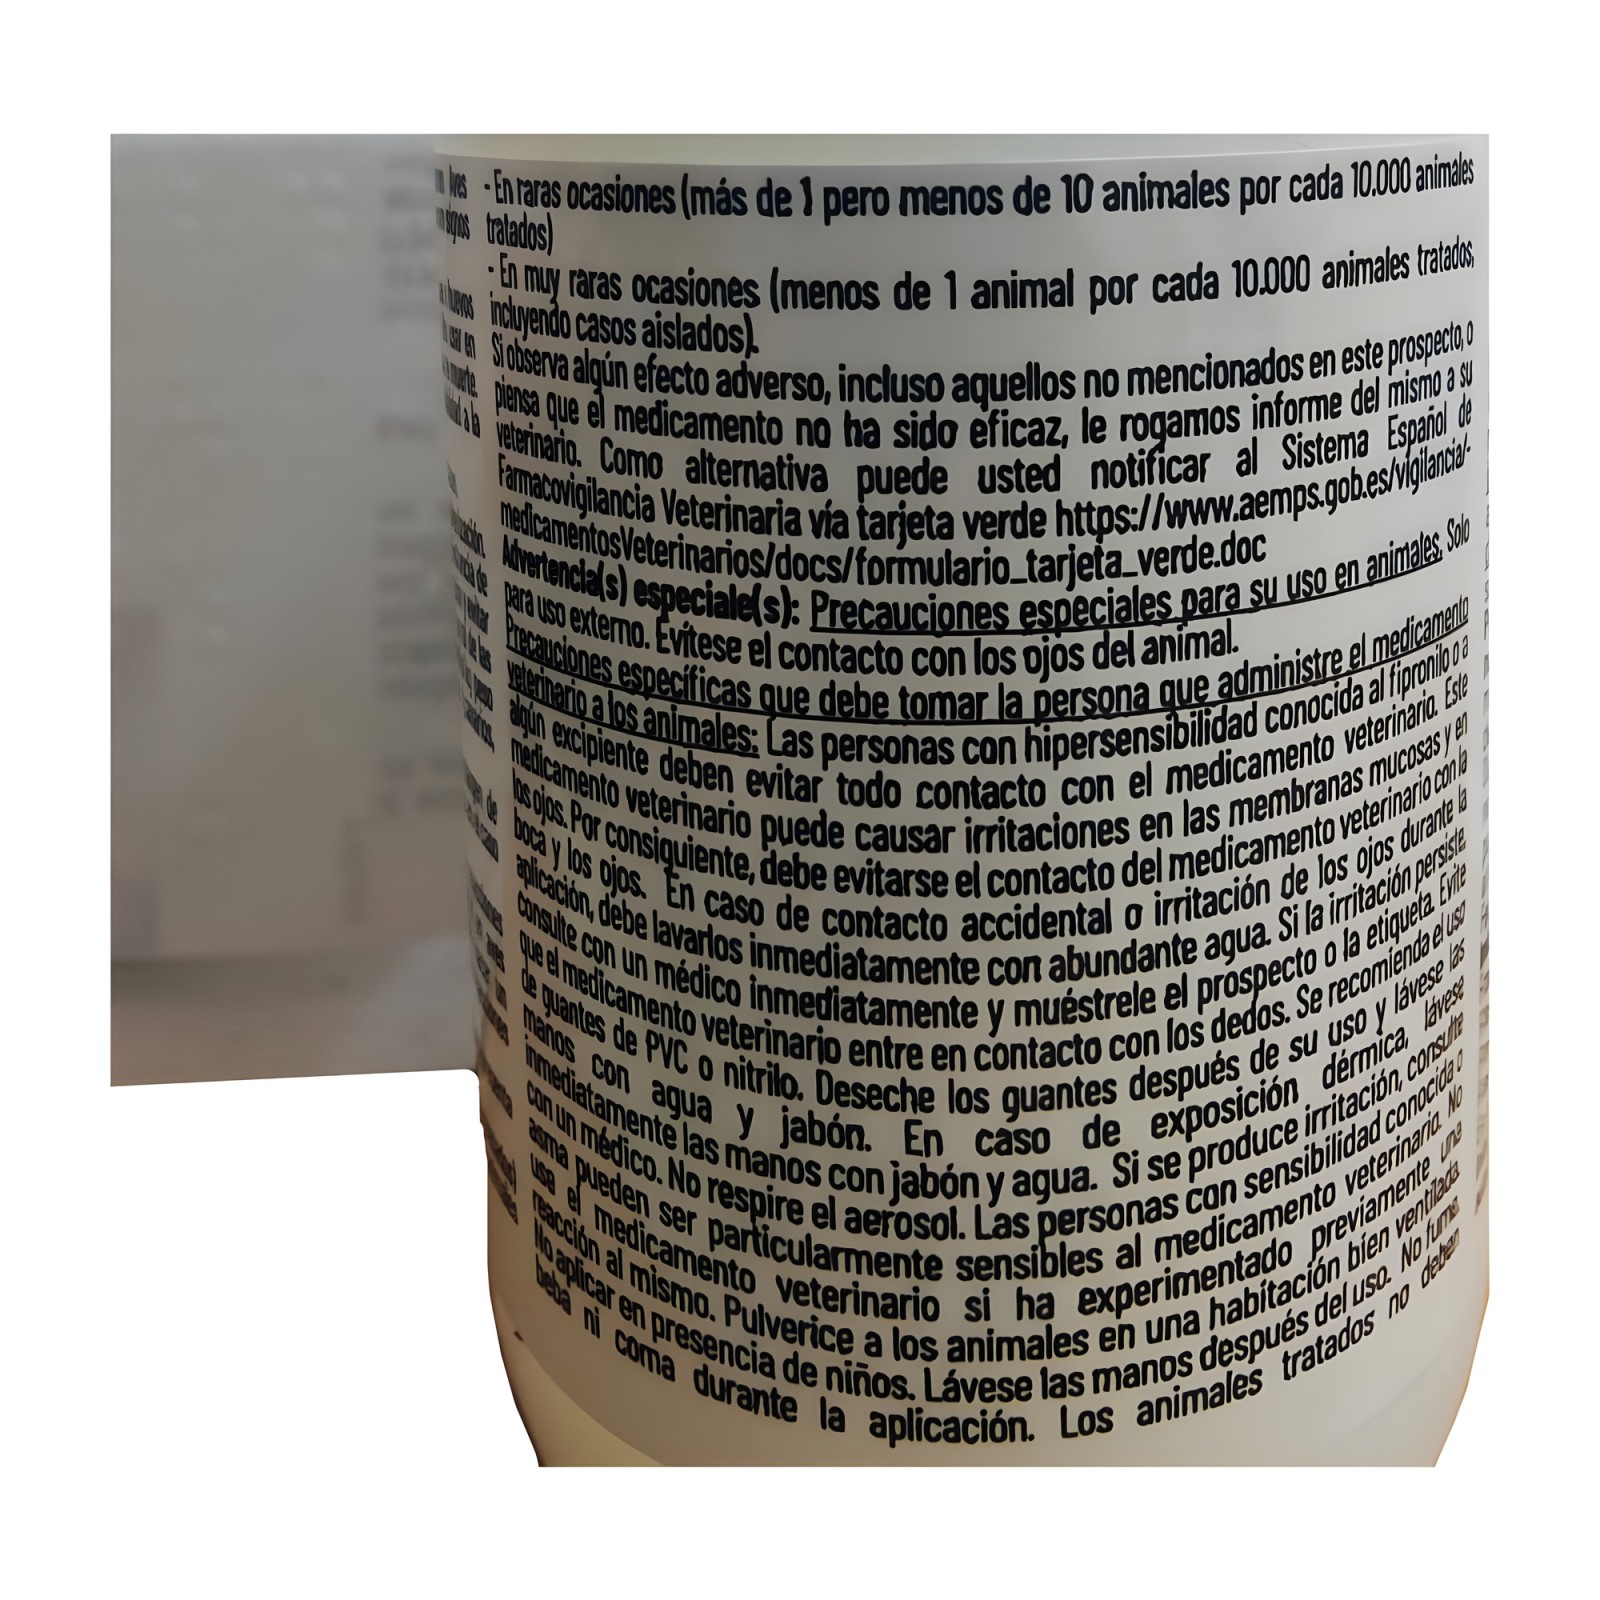 - En raras ocasiones (más de 1 pero menos de 10 animales por cada 10.000 animales
tratados)
- En muy raras ocasiones (menos de 1 animal por cada 10.000 animales tratados,
incluyendo casos aislados).
Si observa algún efecto adverso, incluso aquellos no mencionados en este prospecto, o
piensa que el medicamento no ha sido eficaz, le rogamos informe del mismo a su
veterinario. Como alternativa puede usted notificar al Sistema Español de
Farmacovigilancia Veterinaria vía tarjeta verde https://www.aemps.gob.es/vigilancia/-
medicamentosVeterinarios/docs/formulario_tarjeta_verde.doc
Advertencia(s) especiale(s): Precauciones especiales para su uso en animales. Solo
para uso externo. Evítese el contacto con los ojos del animal.
Precauciones específicas que debe tomar la persona que administre el medicamento
veterinario a los animales: Las personas con hipersensibilidad conocida al fipronilo o a
algún excipiente deben evitar todo contacto con el medicamento veterinario. Este
medicamento veterinario puede causar irritaciones en las membranas mucosas y en
los ojos. Por consiguiente, debe evitarse el contacto del medicamento veterinario con la
boca y los ojos. En caso de contacto accidental o irritación de los ojos durante la
aplicación, debe lavarlos inmediatamente con abundante agua. Si la irritación persiste,
consulte con un médico inmediatamente y muéstrele el prospecto o la etiqueta. Evite
que el medicamento veterinario entre en contacto con los dedos. Se recomienda el uso
de guantes de PVC o nitrilo. Deseche los guantes después de su uso y lávese las
manos con agua y jabón. En caso de exposición dérmica, lávese
inmediatamente las manos con jabón y agua. Si se produce irritación, consulte
con un médico. No respire el aerosol. Las personas con sensibilidad conocida o
asma pueden ser particularmente sensibles al medicamento veterinario. No
use el medicamento veterinario si ha experimentado previamente una
reacción al mismo. Pulverice a los animales en una habitación bien ventilada.
No aplicar en presencia de niños. Lávese las manos después del uso. No fuma,
beba ni coma durante la aplicación. Los animales tratados no deben